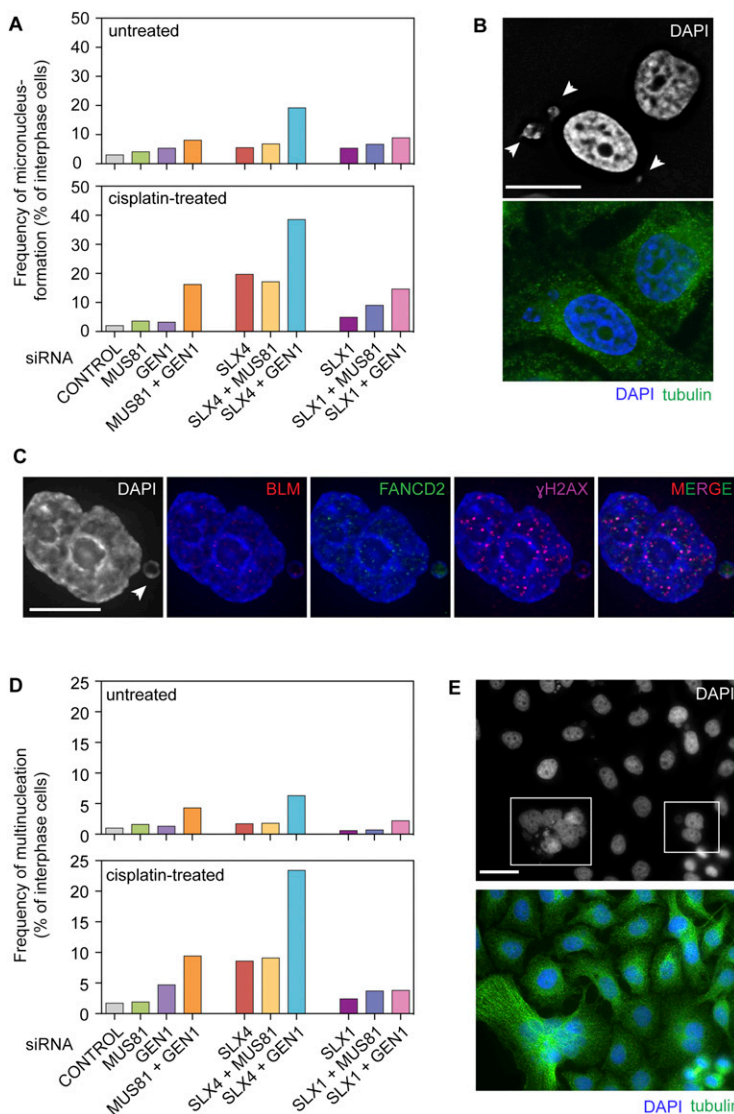 A
untreated
50
40
30
20
10
0
cisplatin-treated
50
40
30
20
10
0
Frequency of micronucleus-
formation (% of interphase cells)
siRNA
CONTROL
MUS81
GEN1
MUS81 + GEN1
SLX4
SLX4 + MUS81
SLX4 + GEN1
SLX1
SLX1 + MUS81
SLX1 + GEN1
B
DAPI
DAPI tubulin
C
DAPI
BLM
FANCD2
γH2AX
MERGE
D
untreated
25
20
15
10
5
0
cisplatin-treated
25
20
15
10
5
0
Frequency of multinucleation
(% of interphase cells)
siRNA
CONTROL
MUS81
GEN1
MUS81 + GEN1
SLX4
SLX4 + MUS81
SLX4 + GEN1
SLX1
SLX1 + MUS81
SLX1 + GEN1
E
DAPI
DAPI tubulin